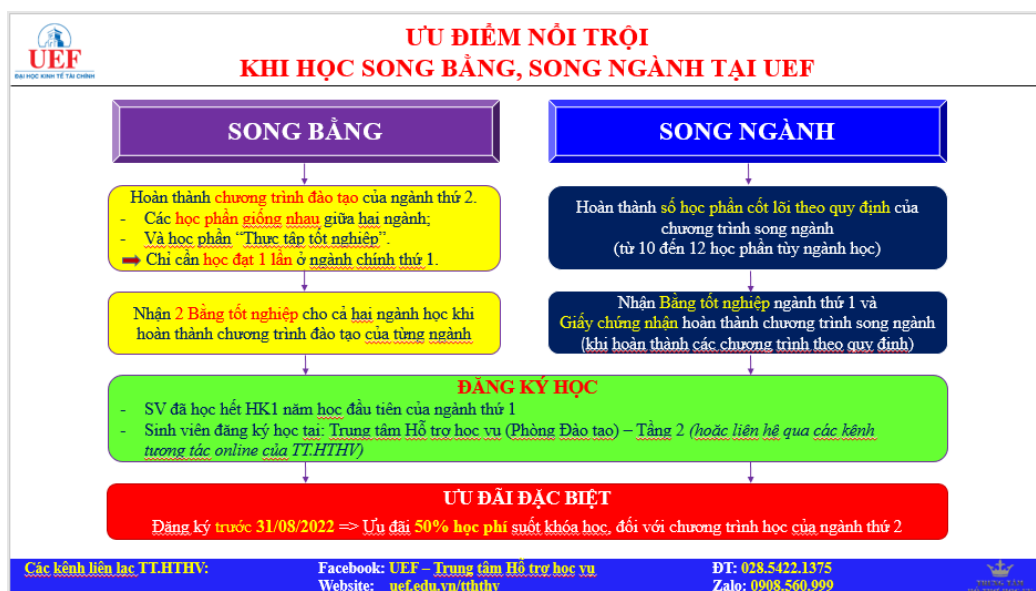 UEF
ĐẠI HỌC KINH TẾ TÀI CHÍNH
ƯU ĐIỂM NỔI TRỘI
KHI HỌC SONG BẰNG, SONG NGÀNH TẠI UEF
SONG BẰNG
Hoàn thành chương trình đào tạo của ngành thứ 2.
- Các học phần giống nhau giữa hai ngành;
- Và học phần “Thực tập tốt nghiệp”.
➡ Chỉ cần học đạt 1 lần ở ngành chính thứ 1.
Nhận 2 Bằng tốt nghiệp cho cả hai ngành học khi
hoàn thành chương trình đào tạo của từng ngành
SONG NGÀNH
Hoàn thành số học phần cốt lõi theo quy định của
chương trình song ngành
(từ 10 đến 12 học phần tùy ngành học)
Nhận Bằng tốt nghiệp ngành thứ 1 và
Giấy chứng nhận hoàn thành chương trình song ngành
(khi hoàn thành các chương trình theo quy định)
ĐĂNG KÝ HỌC
- SV đã học hết HK1 năm học đầu tiên của ngành thứ 1
- Sinh viên đăng ký học tại: Trung tâm Hỗ trợ học vụ (Phòng Đào tạo) – Tầng 2 (hoặc liên hệ qua các kênh
tương tác online của TT.HTHV)
ƯU ĐÃI ĐẶC BIỆT
Đăng ký trước 31/08/2022 => Ưu đãi 50% học phí suốt khóa học, đối với chương trình học của ngành thứ 2
Các kênh liên lạc TT.HTHV:
Facebook: UEF – Trung tâm Hỗ trợ học vụ
Website: uef.edu.vn/tththv
ĐT: 028.5422.1375
Zalo: 0908.560.999
TRUNG TÂM